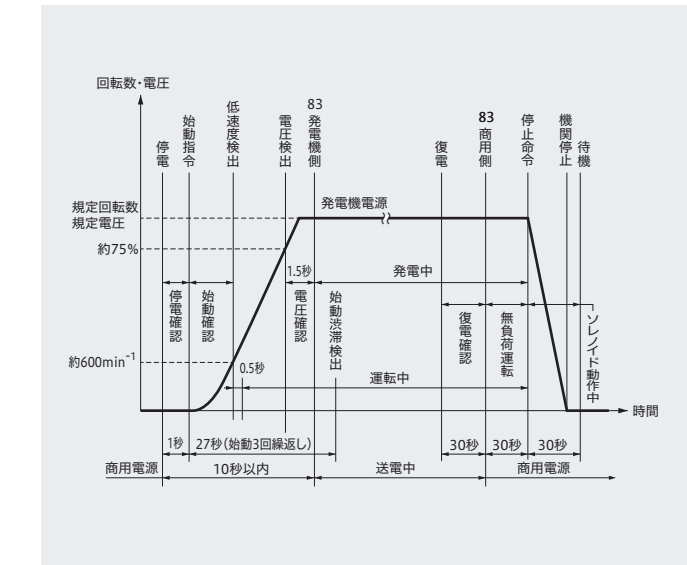 回転数・電圧
停電
始動指令
低速度検出
電圧検出
83
発電機側
復電
83
商用側
停止命令
機関停止
待機
規定回転数
規定電圧
発電機電源
約75%
1.5秒
発電中
停電確認
始動確認
電圧確認
始動渋滞検出
復電確認
無負荷運転
ソレノイド動作中
約600min⁻¹
0.5秒
運転中
時間
1秒
27秒(始動3回繰返し)
30秒
30秒
30秒
商用電源
10秒以内
送電中
商用電源